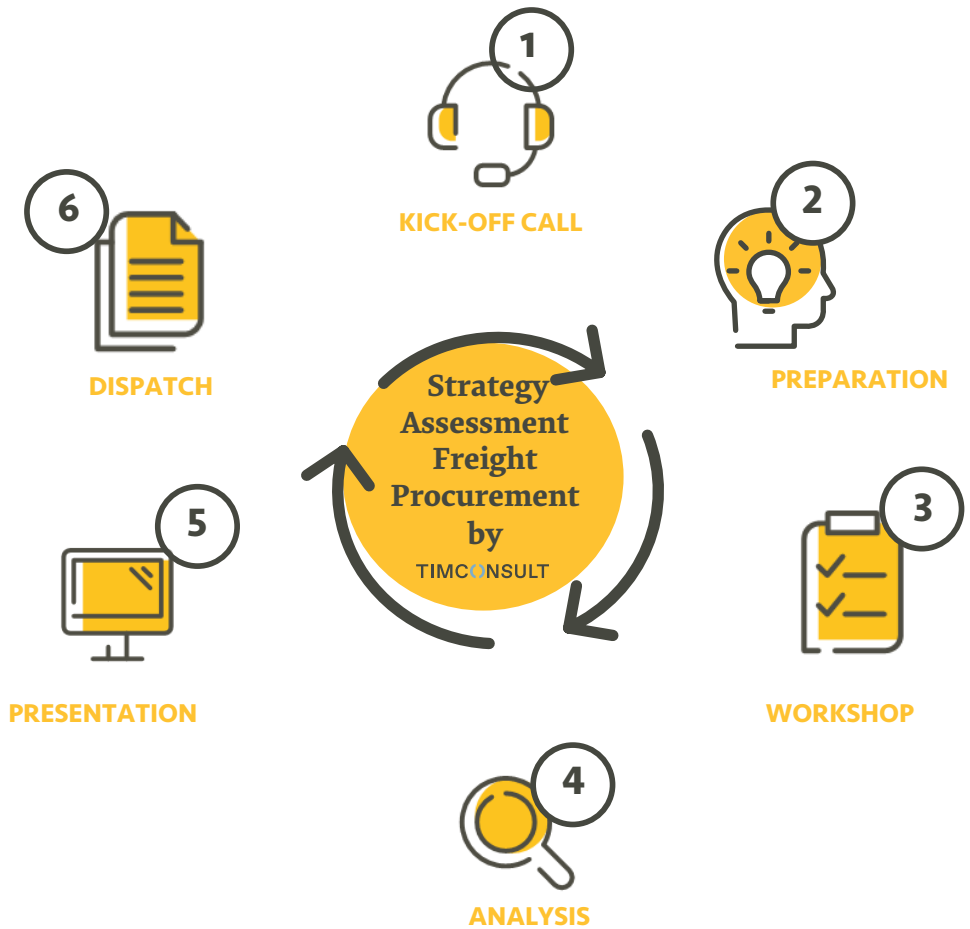 1
KICK-OFF CALL
2
PREPARATION
3
WORKSHOP
4
ANALYSIS
5
PRESENTATION
6
DISPATCH
Strategy
Assessment
Freight
Procurement
by
TIMCONSULT